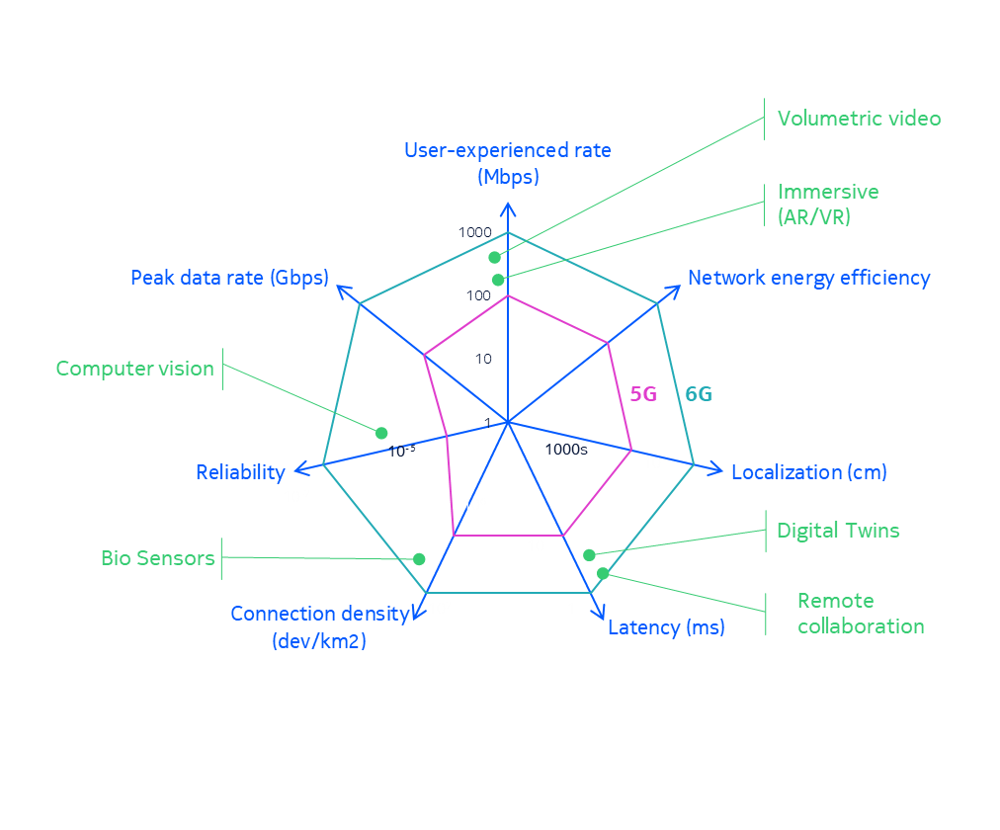 Volumetric video
User-experienced rate
(Mbps)
Immersive
(AR/VR)
1000
Peak data rate (Gbps)
Network energy efficiency
100
10
Computer vision
5G
6G
1
10⁻⁵
1000s
Reliability
Localization (cm)
Digital Twins
Bio Sensors
Connection density
(dev/km2)
Latency (ms)
Remote
collaboration